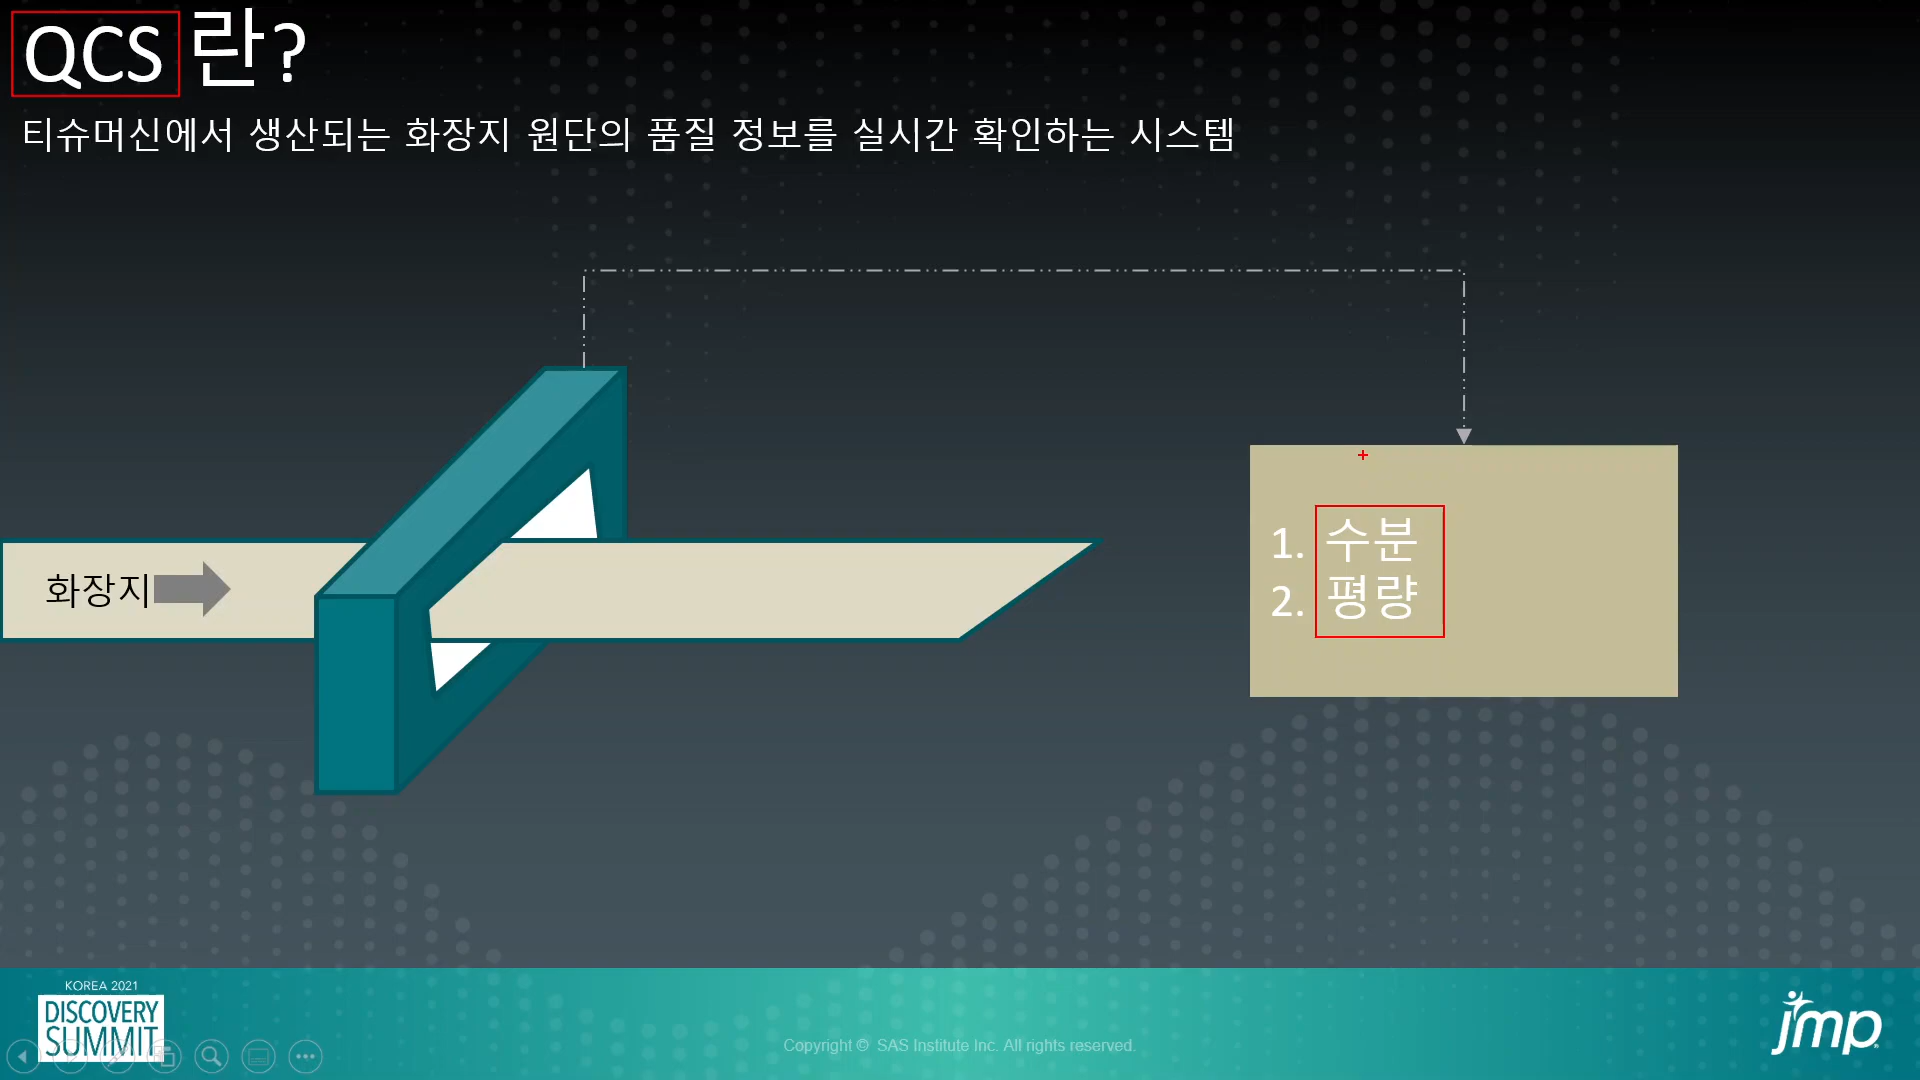 QCS 란?
티슈머신에서 생산되는 화장지 원단의 품질 정보를 실시간 확인하는 시스템
화장지
1. 수분
2. 평량
KOREA 2021
DISCOVERY
SUMMIT
Copyright © SAS Institute Inc. All rights reserved.
jmp